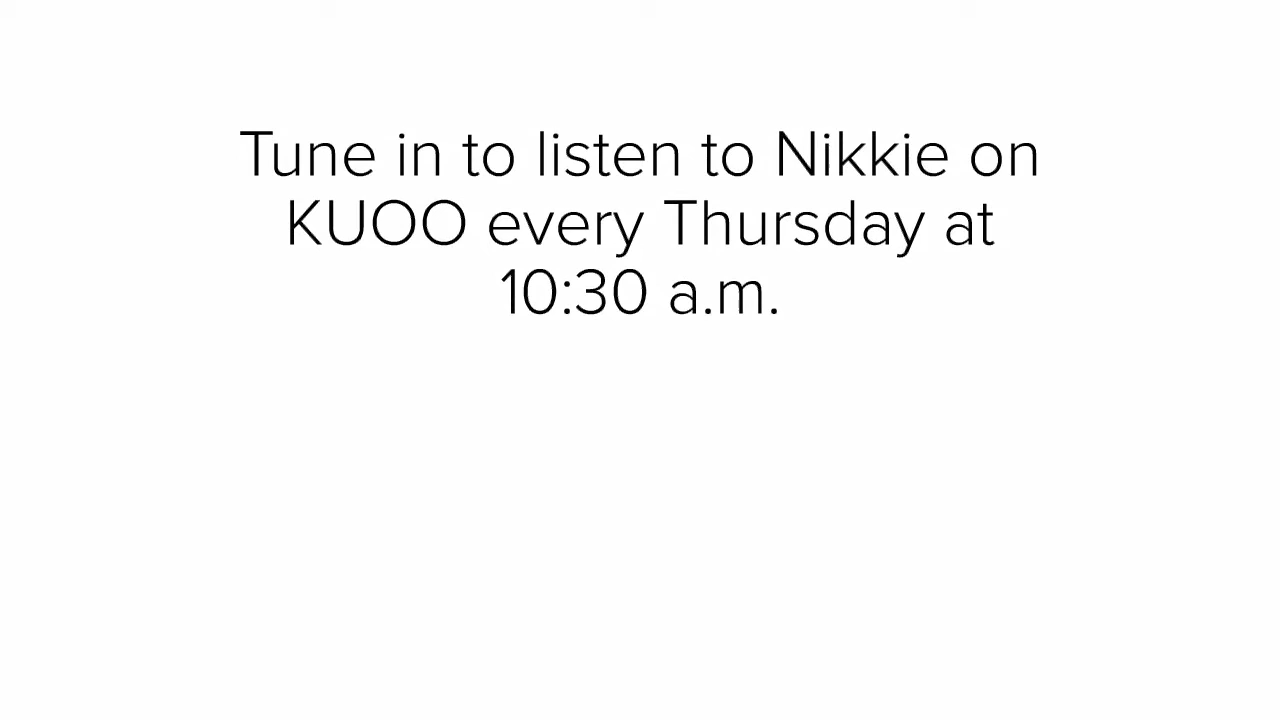 Tune in to listen to Nikkie on
KUOO every Thursday at
10:30 a.m.